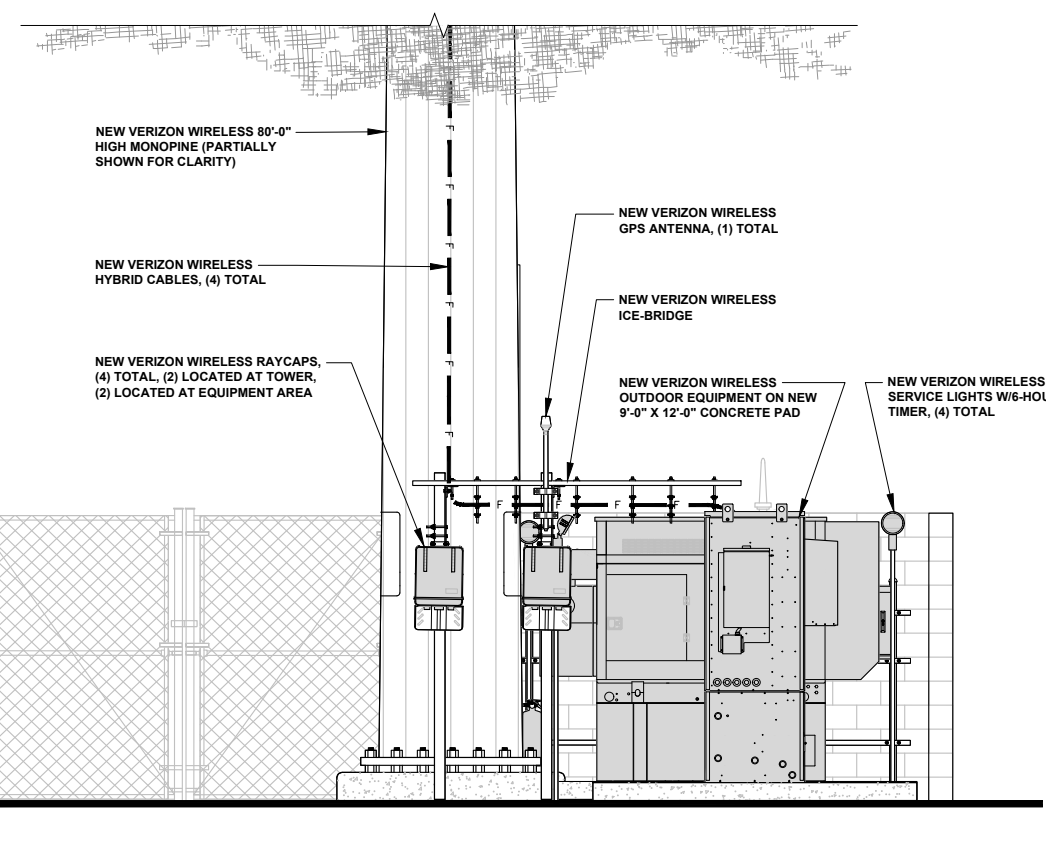 NEW VERIZON WIRELESS 80'-0"
HIGH MONOPINE (PARTIALLY
SHOWN FOR CLARITY)
NEW VERIZON WIRELESS
GPS ANTENNA, (1) TOTAL
NEW VERIZON WIRELESS
HYBRID CABLES, (4) TOTAL
NEW VERIZON WIRELESS
ICE-BRIDGE
NEW VERIZON WIRELESS RAYCAPS,
(4) TOTAL, (2) LOCATED AT TOWER,
(2) LOCATED AT EQUIPMENT AREA
NEW VERIZON WIRELESS
OUTDOOR EQUIPMENT ON NEW
9'-0" X 12'-0" CONCRETE PAD
NEW VERIZON WIRELESS
SERVICE LIGHTS W/6-HOU
TIMER, (4) TOTAL
F
F
F
F
F
F
F
F F F F